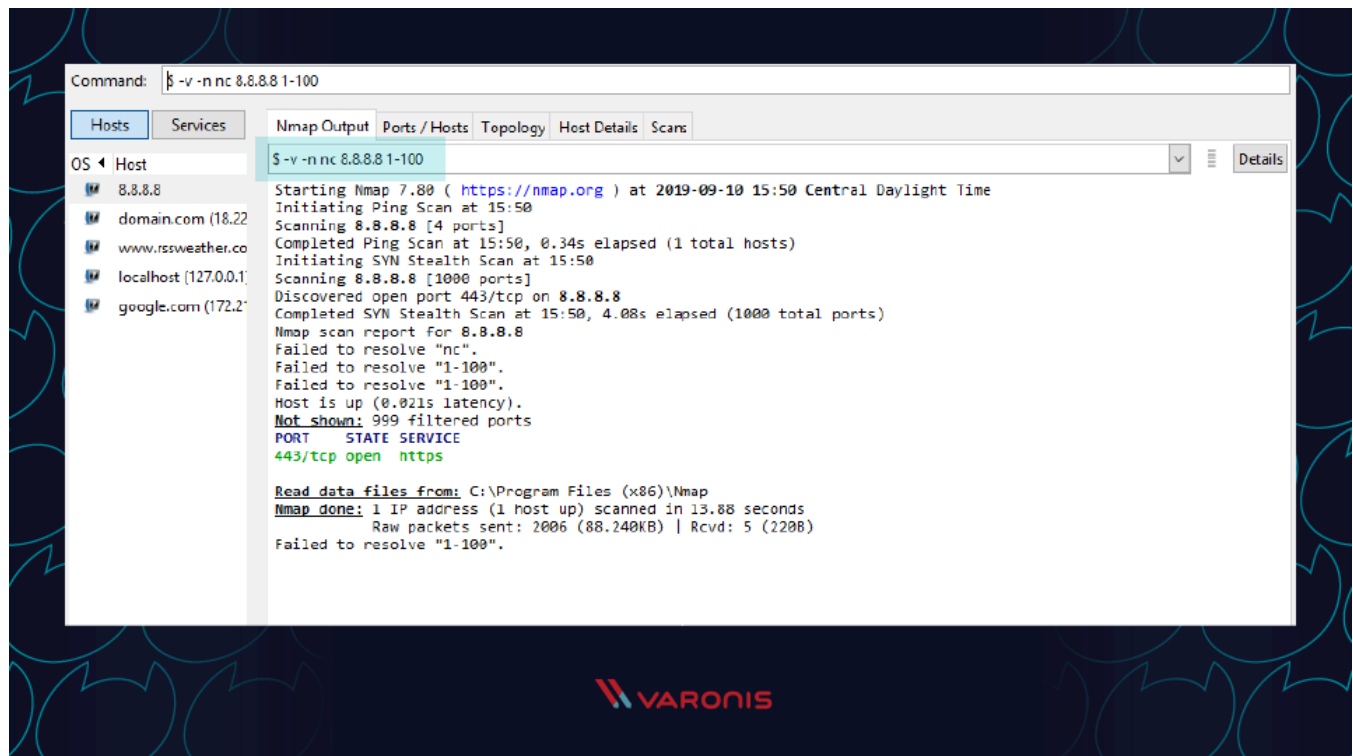 Command: $ -v -n nc 8.8.8.8 1-100
Hosts Services Nmap Output Ports / Hosts Topology Host Details Scans
OS Host $ -v -n nc 8.8.8.8 1-100 Details
8.8.8.8
domain.com (18.22
www.rssweather.co
localhost (127.0.0.1)
google.com (172.21
Starting Nmap 7.80 ( https://nmap.org ) at 2019-09-10 15:50 Central Daylight Time
Initiating Ping Scan at 15:50
Scanning 8.8.8.8 [4 ports]
Completed Ping Scan at 15:50, 0.34s elapsed (1 total hosts)
Initiating SYN Stealth Scan at 15:50
Scanning 8.8.8.8 [1000 ports]
Discovered open port 443/tcp on 8.8.8.8
Completed SYN Stealth Scan at 15:50, 4.08s elapsed (1000 total ports)
Nmap scan report for 8.8.8.8
Failed to resolve "nc".
Failed to resolve "1-100".
Failed to resolve "1-100".
Host is up (0.021s latency).
Not shown: 999 filtered ports
PORT STATE SERVICE
443/tcp open https
Read data files from: C:\Program Files (x86)\Nmap
Nmap done: 1 IP address (1 host up) scanned in 13.88 seconds
Raw packets sent: 2006 (88.240KB) | Rcvd: 5 (220B)
Failed to resolve "1-100".
VARONIS